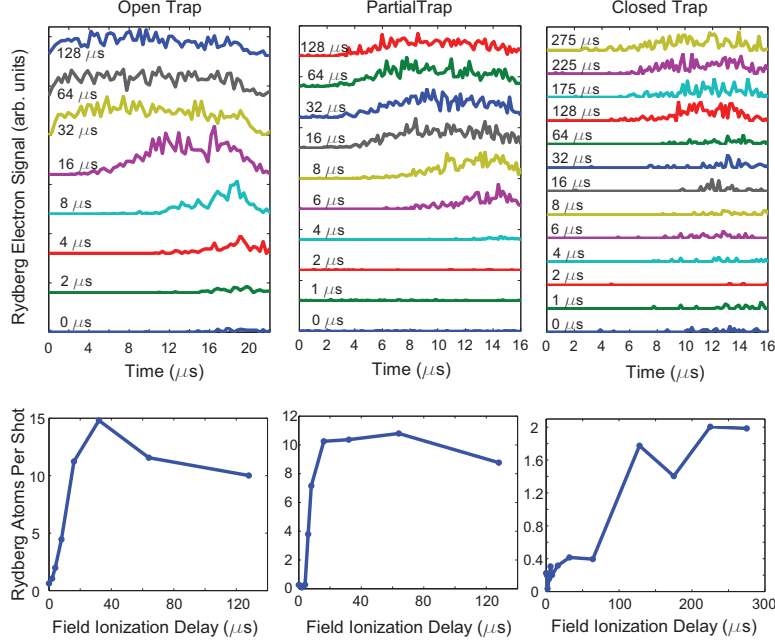 Open Trap
PartialTrap
Closed Trap
Rydberg Electron Signal (arb. units)
128 μs
64 μs
32 μs
16 μs
8 μs
4 μs
2 μs
0 μs
0 4 8 12 16 20
Time (μs)
128 μs
64 μs
32 μs
16 μs
8 μs
6 μs
4 μs
2 μs
1 μs
0 μs
0 2 4 6 8 10 12 14 16
Time (μs)
275 μs
225 μs
175 μs
128 μs
64 μs
32 μs
16 μs
8 μs
6 μs
4 μs
2 μs
1 μs
0 μs
0 2 4 6 8 10 12 14 16
Time (μs)
Rydberg Atoms Per Shot
15
10
5
0
0 40 80 120
Field Ionization Delay (μs)
12
10
8
6
4
2
0
0 40 80 120
Field Ionization Delay (μs)
2
1.6
1.2
0.8
0.4
0
0 100 200 300
Field Ionization Delay (μs)